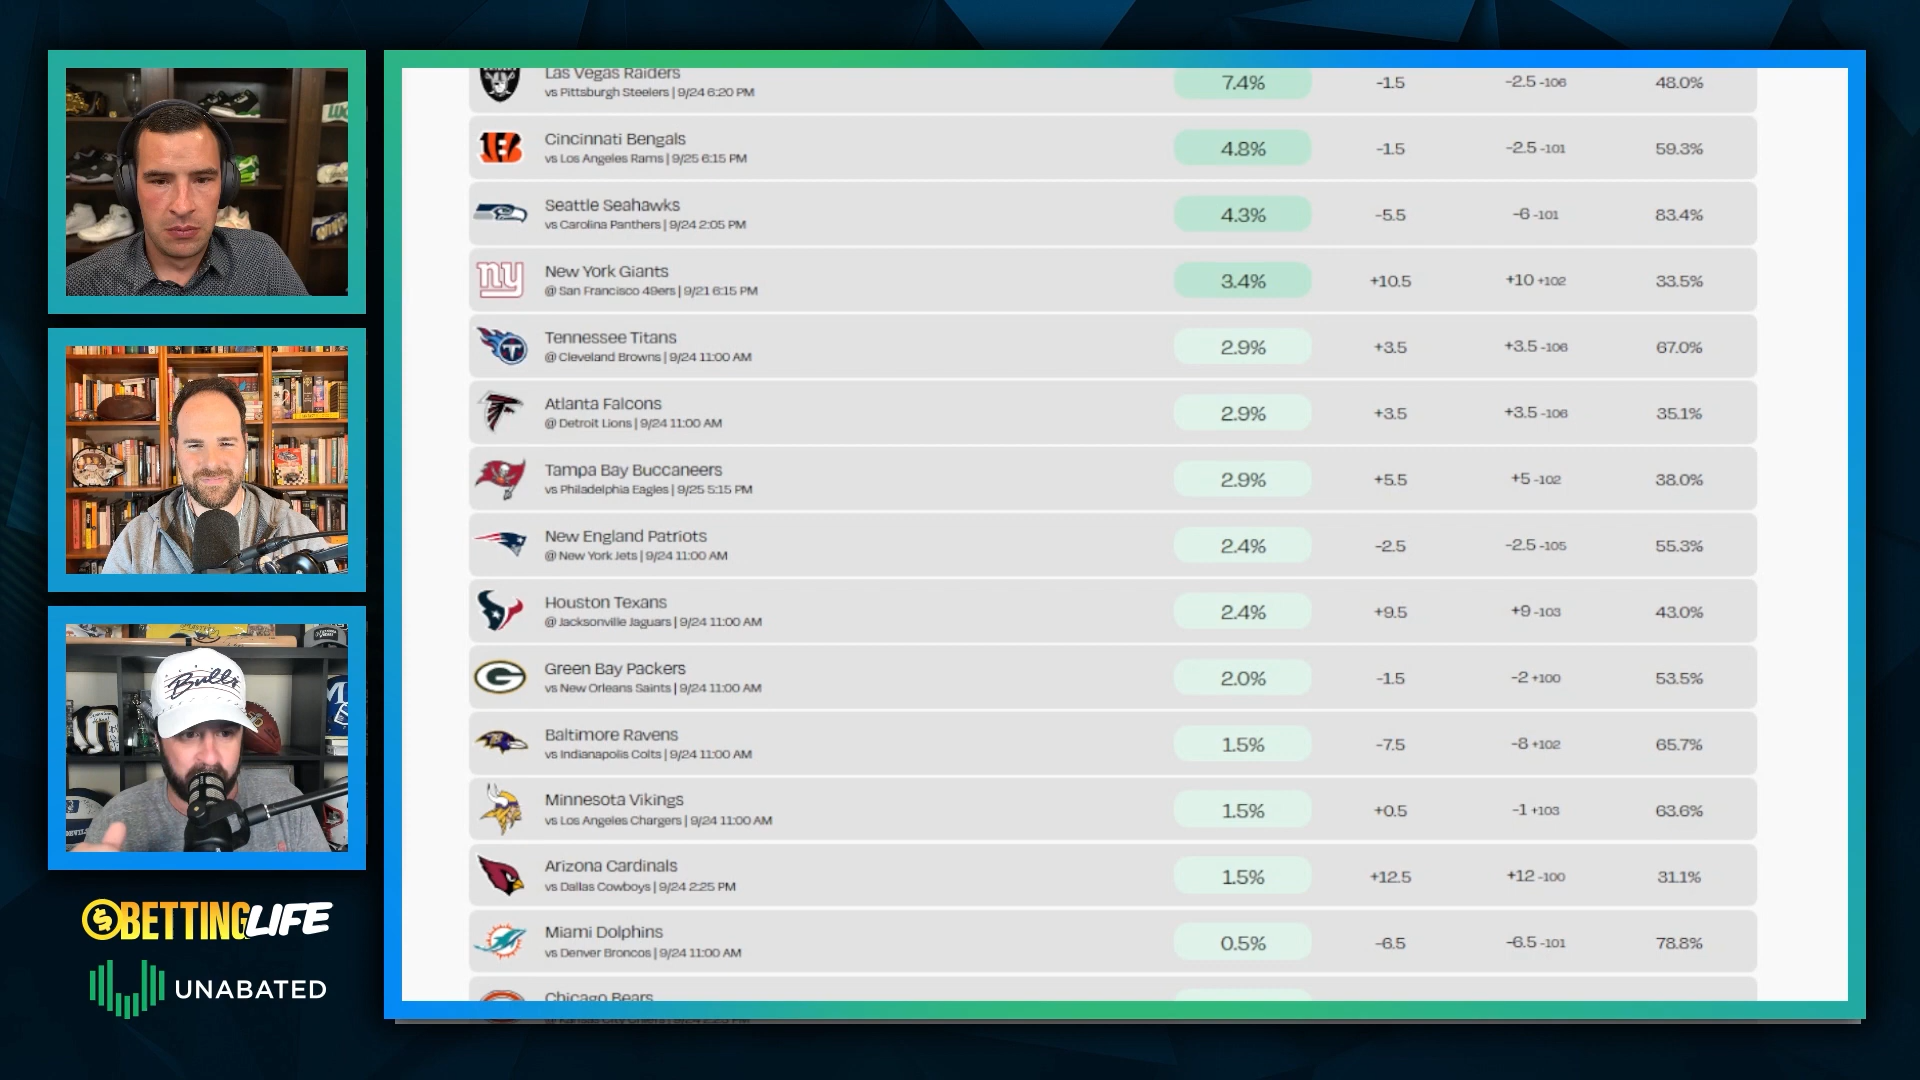 Las Vegas Raiders
vs Pittsburgh Steelers | 9/24 6:20 PM
7.4% -1.5 -2.5 -106 48.0%
Cincinnati Bengals
vs Los Angeles Rams | 9/25 6:15 PM
4.8% -1.5 -2.5 -101 59.3%
Seattle Seahawks
vs Carolina Panthers | 9/24 2:05 PM
4.3% -5.5 -6 -101 83.4%
ny
New York Giants
@ San Francisco 49ers | 9/21 6:15 PM
3.4% +10.5 +10 +102 33.5%
Tennessee Titans
@ Cleveland Browns | 9/24 11:00 AM
2.9% +3.5 +3.5 -106 67.0%
Atlanta Falcons
@ Detroit Lions | 9/24 11:00 AM
2.9% +3.5 +3.5 -106 35.1%
Tampa Bay Buccaneers
vs Philadelphia Eagles | 9/25 5:15 PM
2.9% +5.5 +5 -102 38.0%
New England Patriots
@ New York Jets | 9/24 11:00 AM
2.4% -2.5 -2.5 -105 55.3%
Houston Texans
@ Jacksonville Jaguars | 9/24 11:00 AM
2.4% +9.5 +9 -103 43.0%
G
Green Bay Packers
vs New Orleans Saints | 9/24 11:00 AM
2.0% -1.5 -2 +100 53.5%
Baltimore Ravens
vs Indianapolis Colts | 9/24 11:00 AM
1.5% -7.5 -8 +102 65.7%
Minnesota Vikings
vs Los Angeles Chargers | 9/24 11:00 AM
1.5% +0.5 -1 +103 63.6%
Arizona Cardinals
vs Dallas Cowboys | 9/24 2:25 PM
1.5% +12.5 +12 -100 31.1%
Miami Dolphins
vs Denver Broncos | 9/24 11:00 AM
0.5% -6.5 -6.5 -101 78.8%
Chicago Bears
Bulls
BETTING LIFE
UNABATED